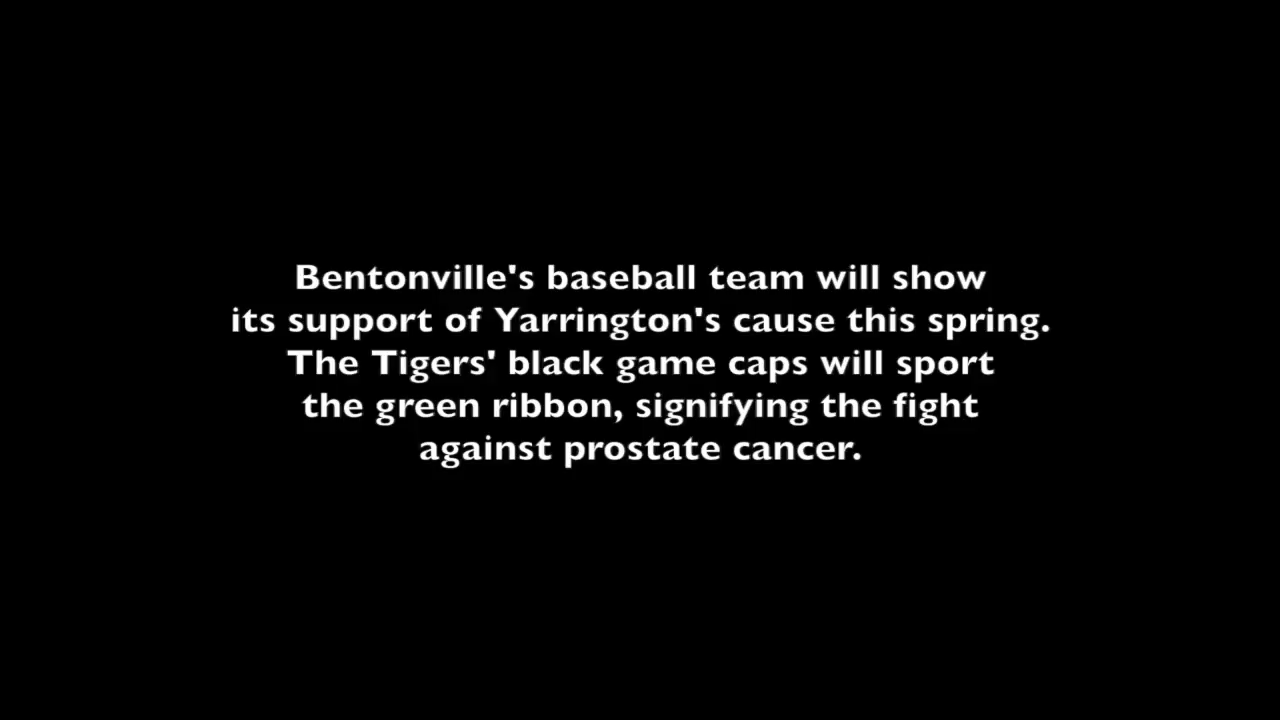 Bentonville's baseball team will show
its support of Yarrington's cause this spring.
The Tigers' black game caps will sport
the green ribbon, signifying the fight
against prostate cancer.